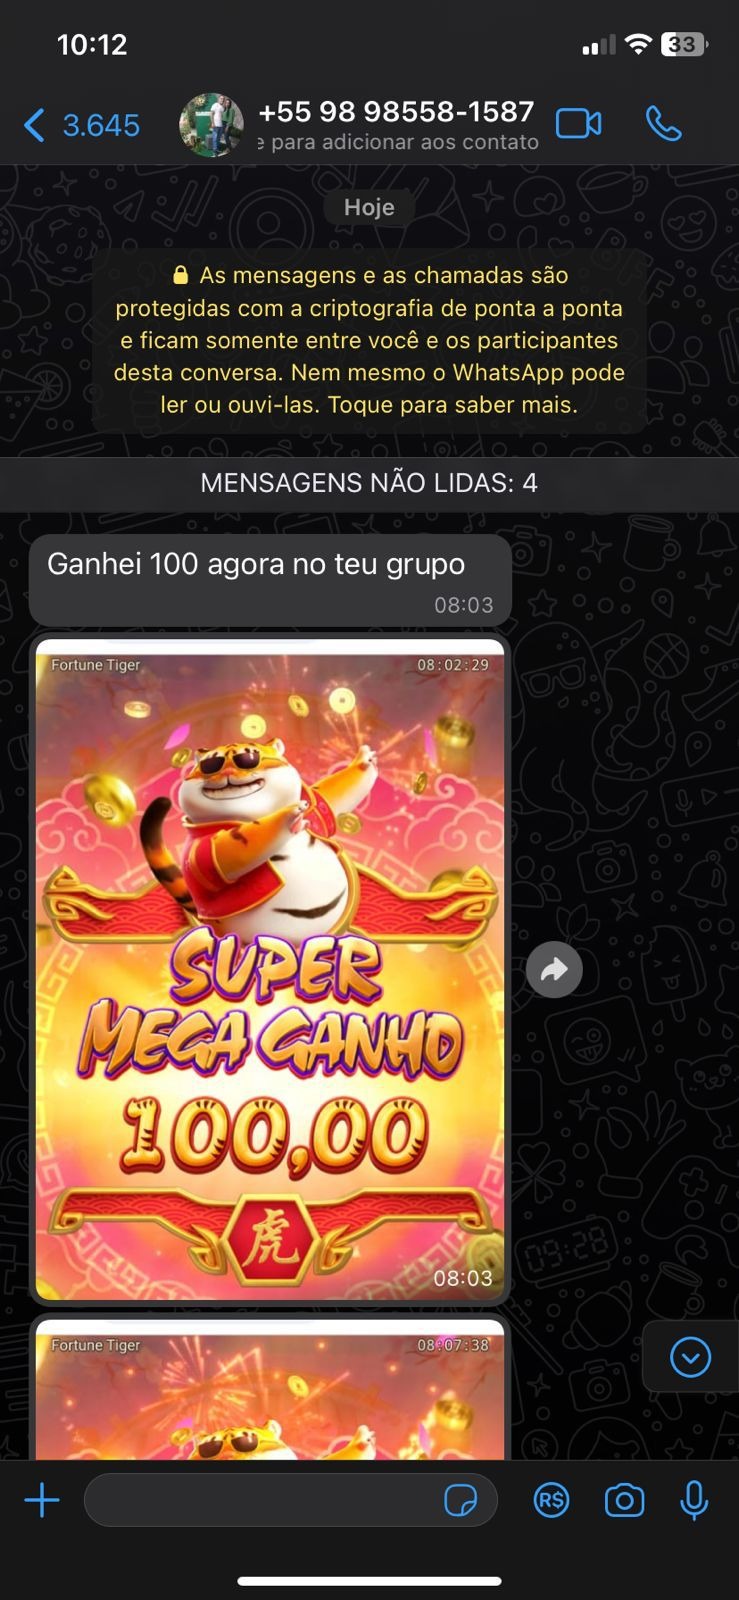 10:12
33
3.645
+55 98 98558-1587
e para adicionar aos contato
Hoje
As mensagens e as chamadas são
protegidas com a criptografia de ponta a ponta
e ficam somente entre você e os participantes
desta conversa. Nem mesmo o WhatsApp pode
ler ou ouvi-las. Toque para saber mais.
MENSAGENS NÃO LIDAS: 4
Ganhei 100 agora no teu grupo
08:03
Fortune Tiger
08:02:29
SUPER
MEGA GANHO
100,00
虎
08:03
Fortune Tiger
08:07:38
R$
09:28